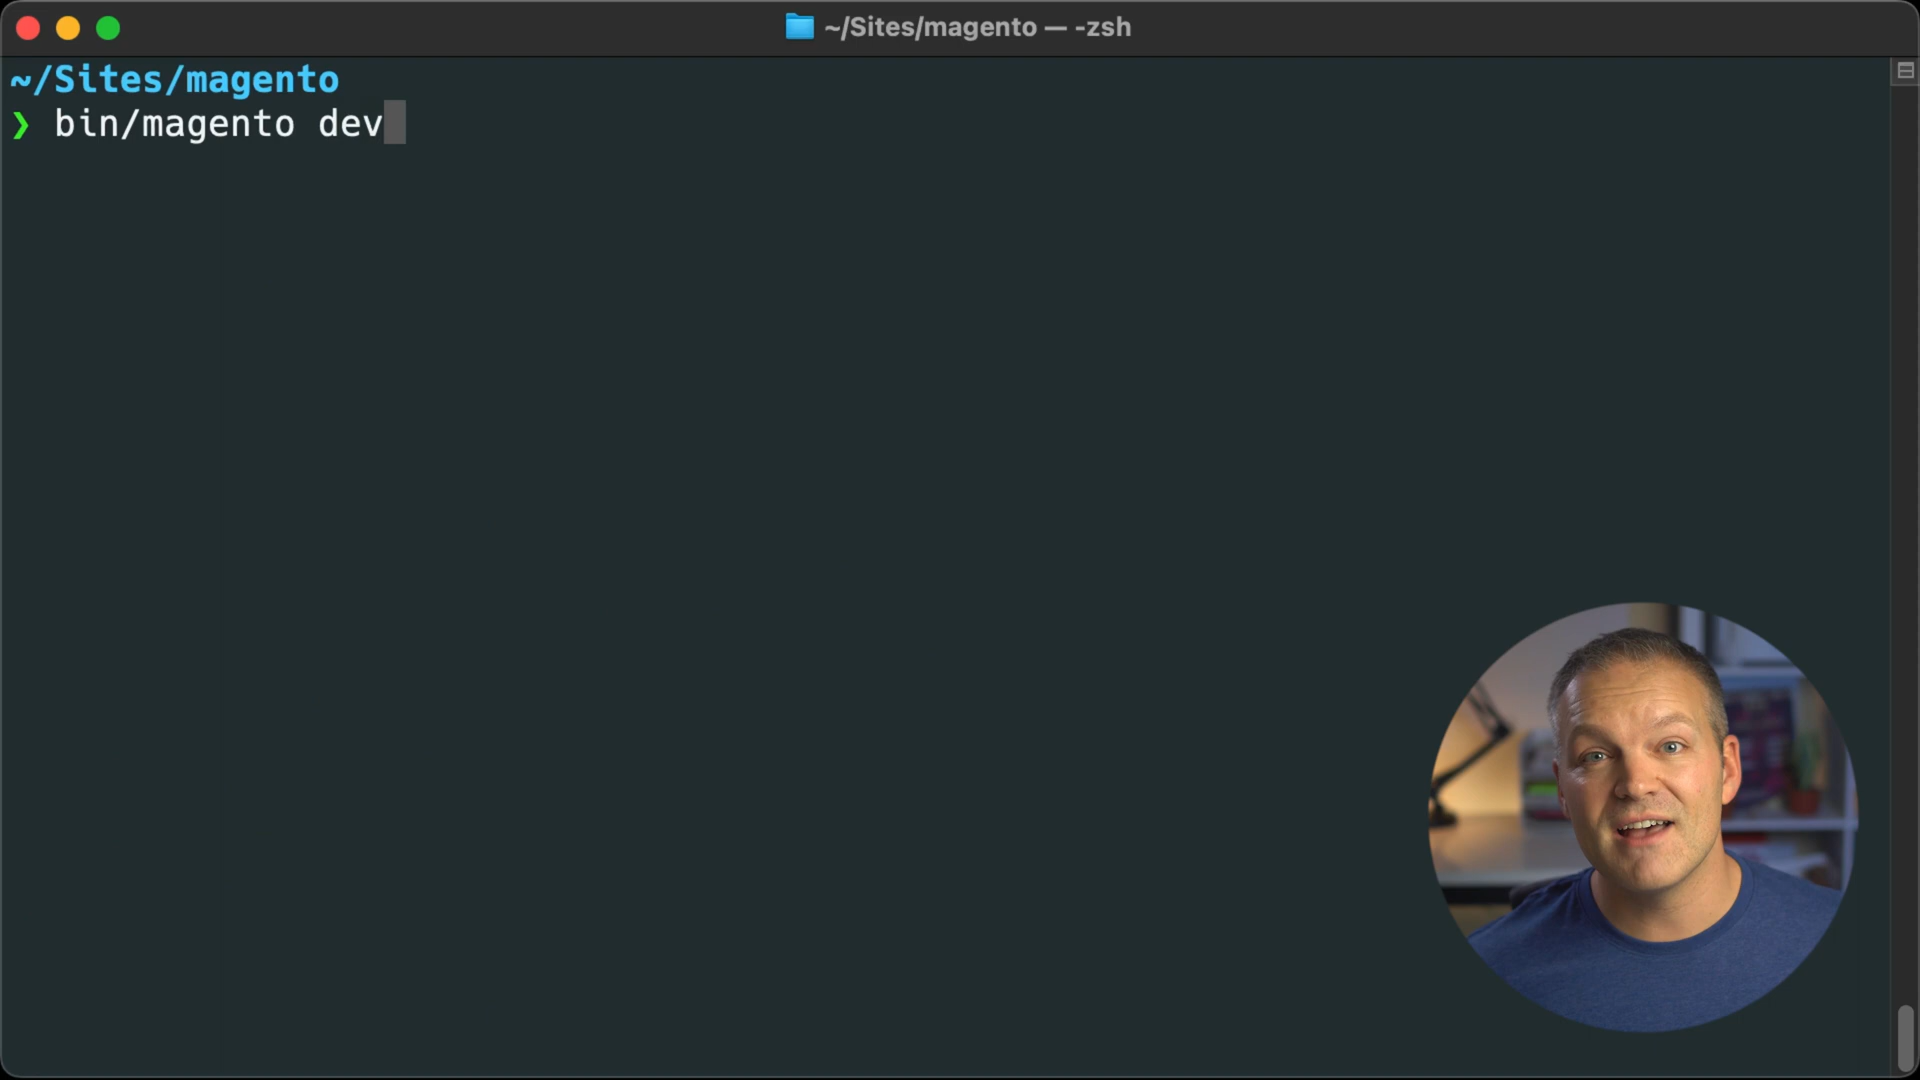 ~/Sites/magento — -zsh
~/Sites/magento
❯ bin/magento dev